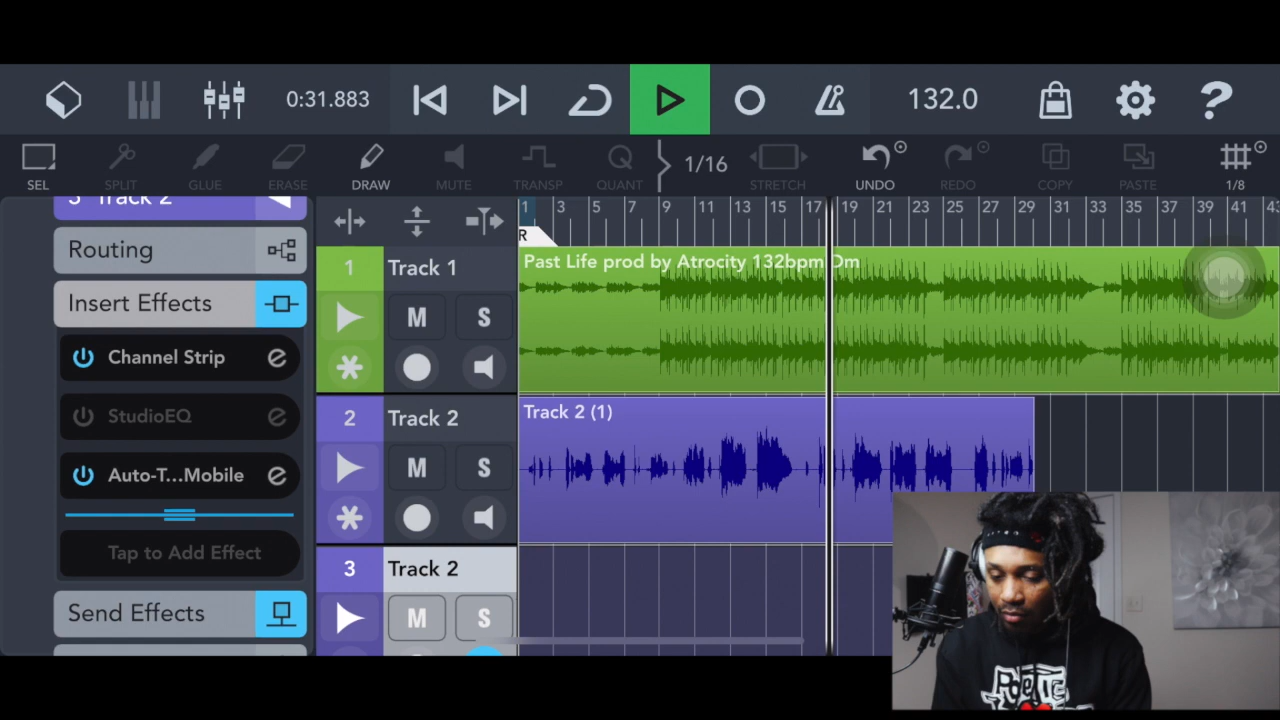 0:31.883
132.0
?
SEL
SPLIT
GLUE
ERASE
DRAW
MUTE
TRANSP
Q
QUANT
1/16
STRETCH
UNDO
REDO
COPY
PASTE
1/8
3 Track 2
Routing
Insert Effects
Channel Strip
StudioEQ
Auto-T...Mobile
Tap to Add Effect
Send Effects
1 3 5 7 9 11 13 15 17 19 21 23 25 27 29 31 33 35 37 39 41 43
R
1 Track 1
M S
Past Life prod by Atrocity 132bpm Dm
2 Track 2
M S
Track 2 (1)
3 Track 2
M S